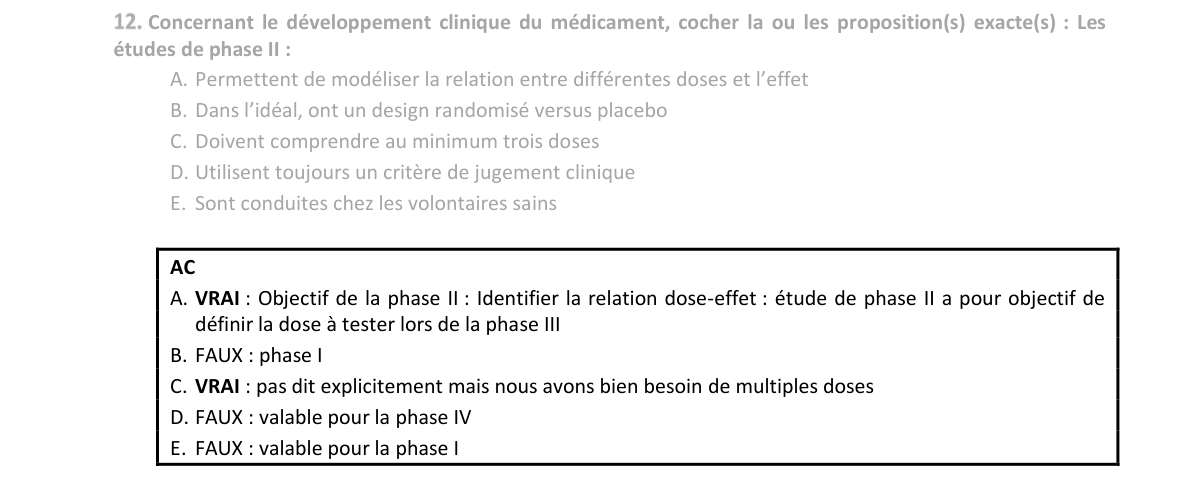 12. Concernant le développement clinique du médicament, cocher la ou les proposition(s) exacte(s) : Les
études de phase II :
A. Permettent de modéliser la relation entre différentes doses et l’effet
B. Dans l’idéal, ont un design randomisé versus placebo
C. Doivent comprendre au minimum trois doses
D. Utilisent toujours un critère de jugement clinique
E. Sont conduites chez les volontaires sains
AC
A. VRAI : Objectif de la phase II : Identifier la relation dose-effet : étude de phase II a pour objectif de
définir la dose à tester lors de la phase III
B. FAUX : phase I
C. VRAI : pas dit explicitement mais nous avons bien besoin de multiples doses
D. FAUX : valable pour la phase IV
E. FAUX : valable pour la phase I